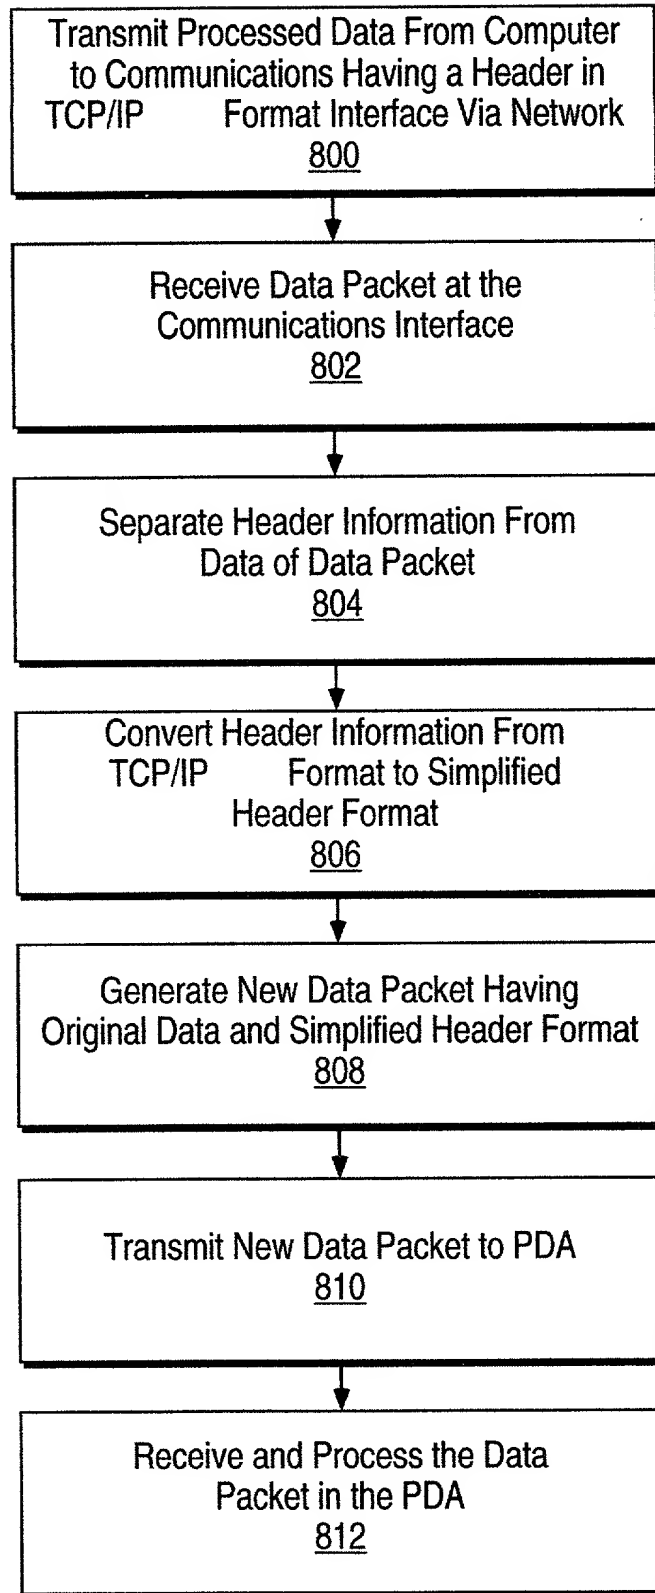 Transmit Processed Data From Computer
to Communications Having a Header in
TCP/IP Format Interface Via Network
800
Receive Data Packet at the
Communications Interface
802
Separate Header Information From
Data of Data Packet
804
Convert Header Information From
TCP/IP Format to Simplified
Header Format
806
Generate New Data Packet Having
Original Data and Simplified Header Format
808
Transmit New Data Packet to PDA
810
Receive and Process the Data
Packet in the PDA
812